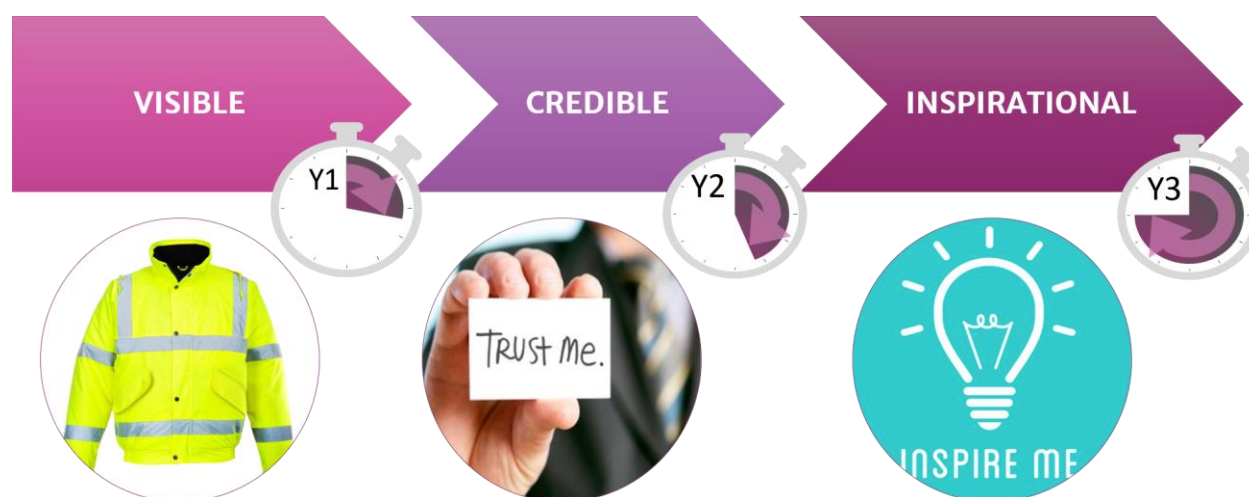 VISIBLE
CREDIBLE
INSPIRATIONAL
Y1
Y2
Y3
TRUST Me.
INSPIRE ME